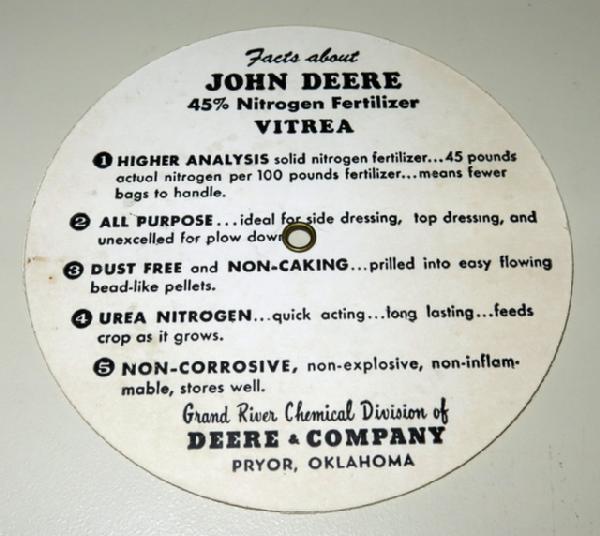 Facts about
JOHN DEERE
45% Nitrogen Fertilizer
VITREA
1 HIGHER ANALYSIS solid nitrogen fertilizer...45 pounds
actual nitrogen per 100 pounds fertilizer...means fewer
bags to handle.
2 ALL PURPOSE...ideal for side dressing, top dressing, and
unexcelled for plow down
3 DUST FREE and NON-CAKING...prilled into easy flowing
bead-like pellets.
4 UREA NITROGEN...quick acting...long lasting...feeds
crop as it grows.
5 NON-CORROSIVE, non-explosive, non-inflam-
mable, stores well.
Grand River Chemical Division of
DEERE & COMPANY
PRYOR, OKLAHOMA